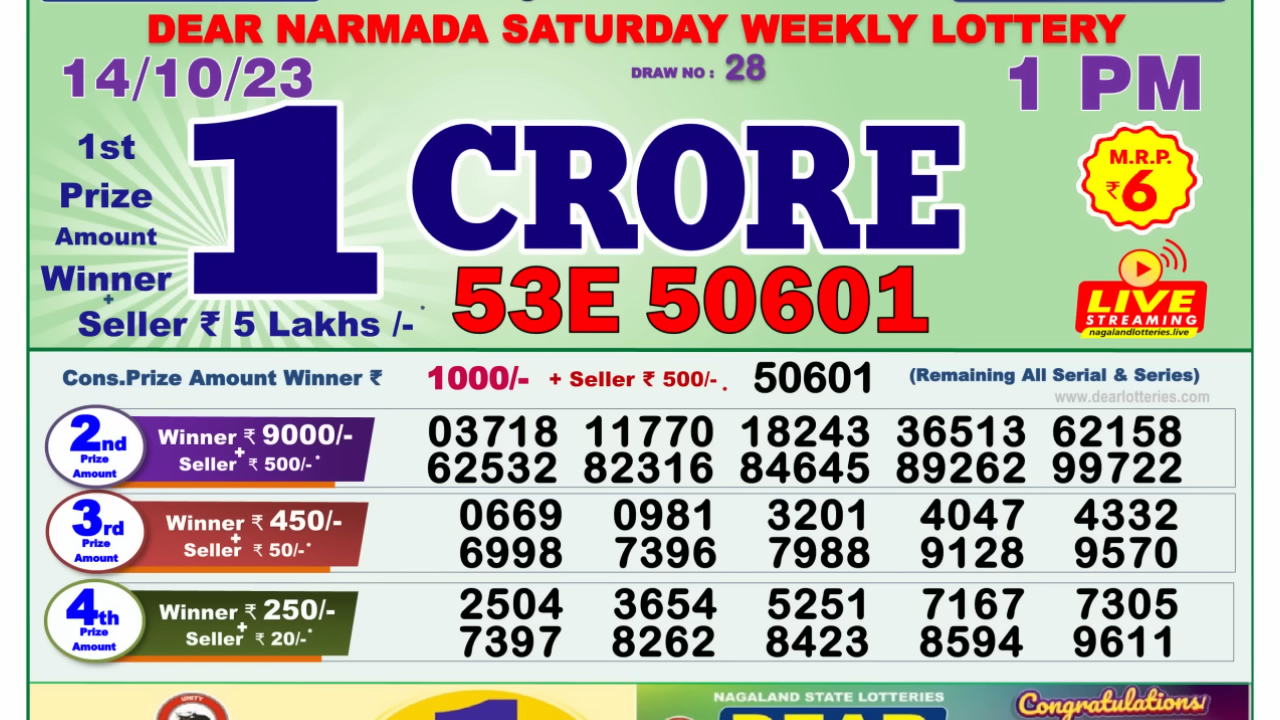 DEAR NARMADA SATURDAY WEEKLY LOTTERY
14/10/23
DRAW NO : 28
1 PM
1st
Prize
Amount
Winner
+
Seller ₹ 5 Lakhs /-
1 CRORE
53E 50601
M.R.P.
₹6
LIVE
STREAMING
nagalandlotteries.live
Cons.Prize Amount Winner ₹ 1000/- + Seller ₹ 500/-. 50601 (Remaining All Serial & Series)
www.dearlotteries.com
2nd
Prize
Amount
Winner ₹ 9000/-
+
Seller ₹ 500/-*
03718 11770 18243 36513 62158
62532 82316 84645 89262 99722
3rd
Prize
Amount
Winner ₹ 450/-
+
Seller ₹ 50/-*
0669 0981 3201 4047 4332
6998 7396 7988 9128 9570
4th
Prize
Amount
Winner ₹ 250/-
+
Seller ₹ 20/-*
2504 3654 5251 7167 7305
7397 8262 8423 8594 9611
UNITY
1
NAGALAND STATE LOTTERIES
DEAR
Congratulations!